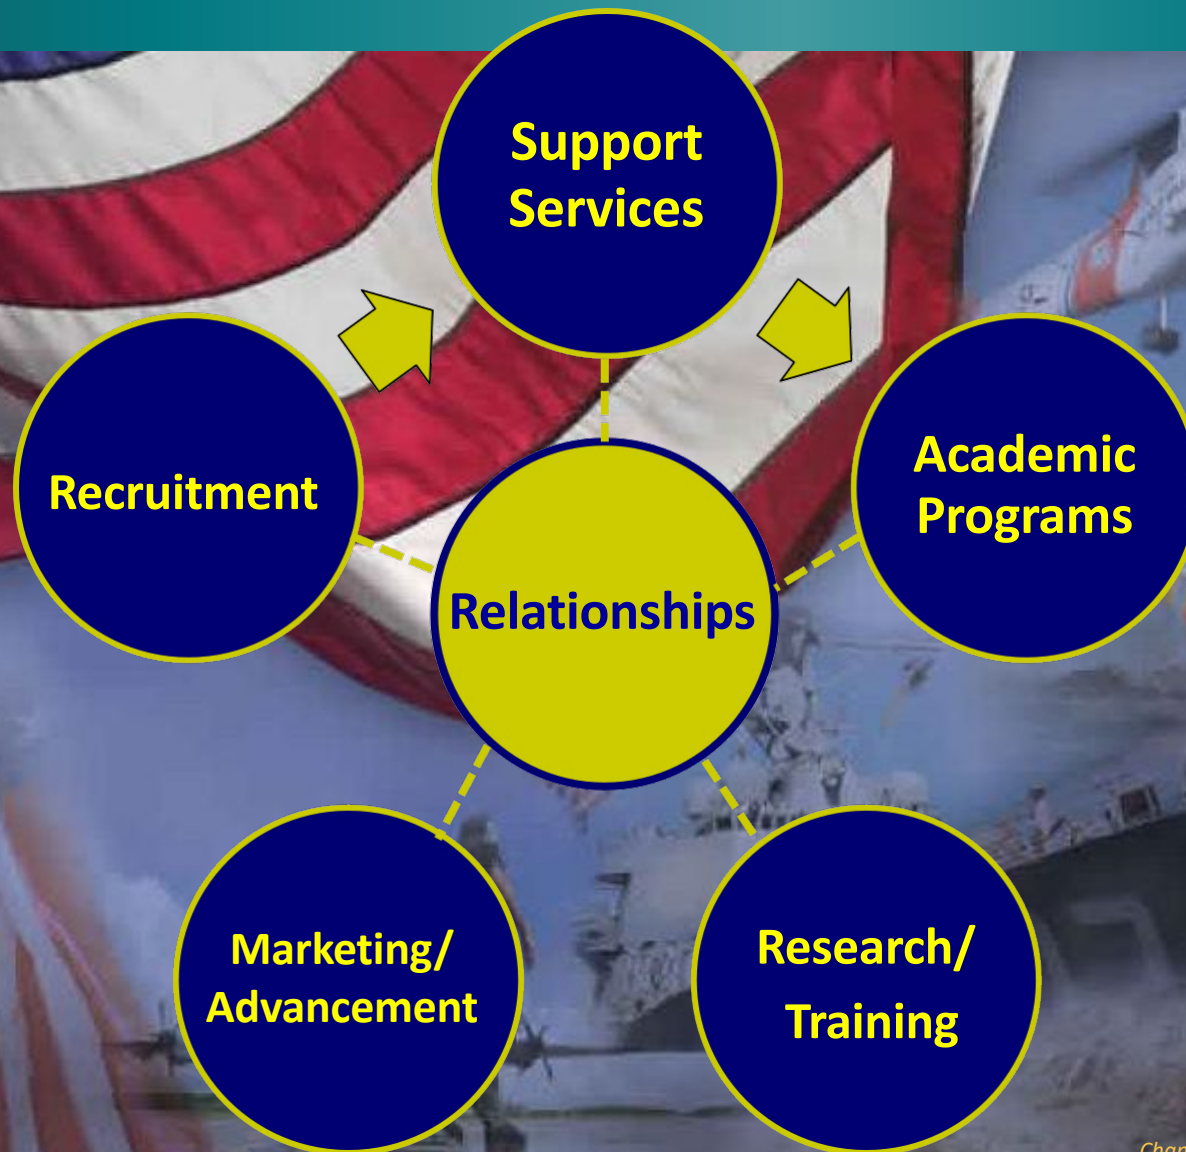 Support
Services
Recruitment
Academic
Programs
Relationships
Marketing/
Advancement
Research/
Training